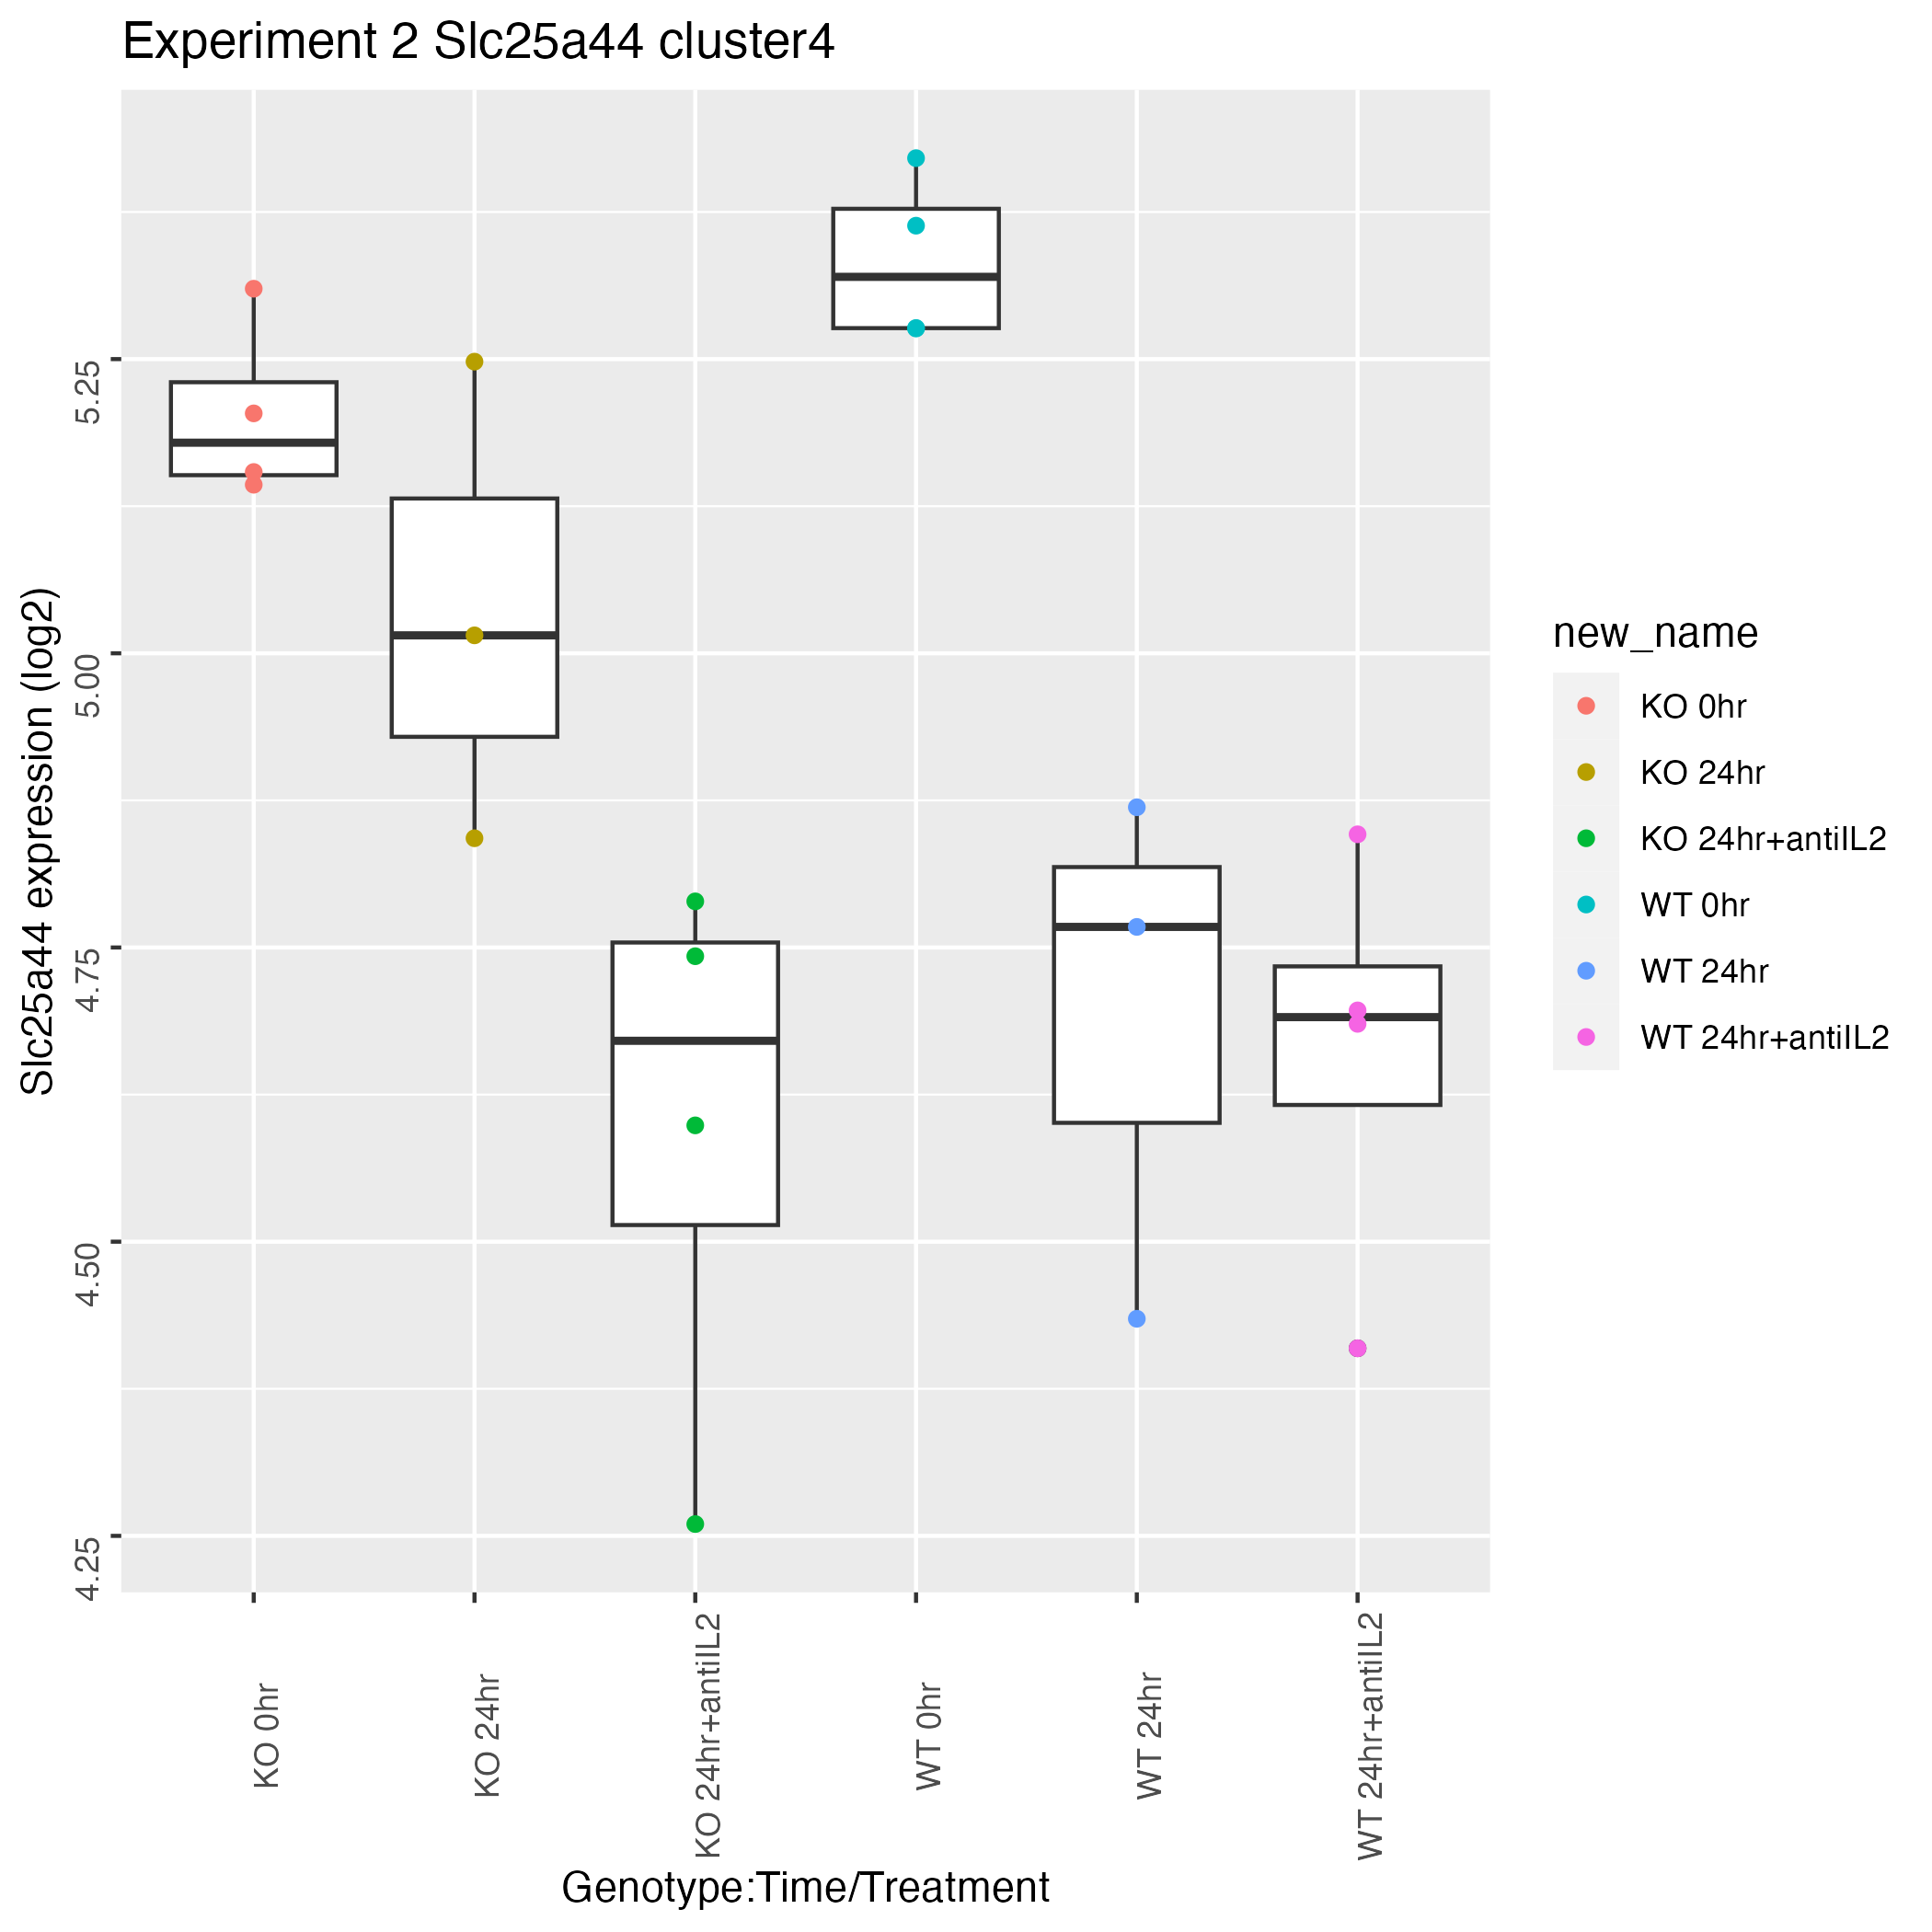 Experiment 2 Slc25a44 cluster4
Slc25a44 expression (log2)
5.25
5.00
4.75
4.50
4.25
KO 0hr
KO 24hr
KO 24hr+antiIL2
WT 0hr
WT 24hr
WT 24hr+antiIL2
Genotype:Time/Treatment
new_name
KO 0hr
KO 24hr
KO 24hr+antiIL2
WT 0hr
WT 24hr
WT 24hr+antiIL2